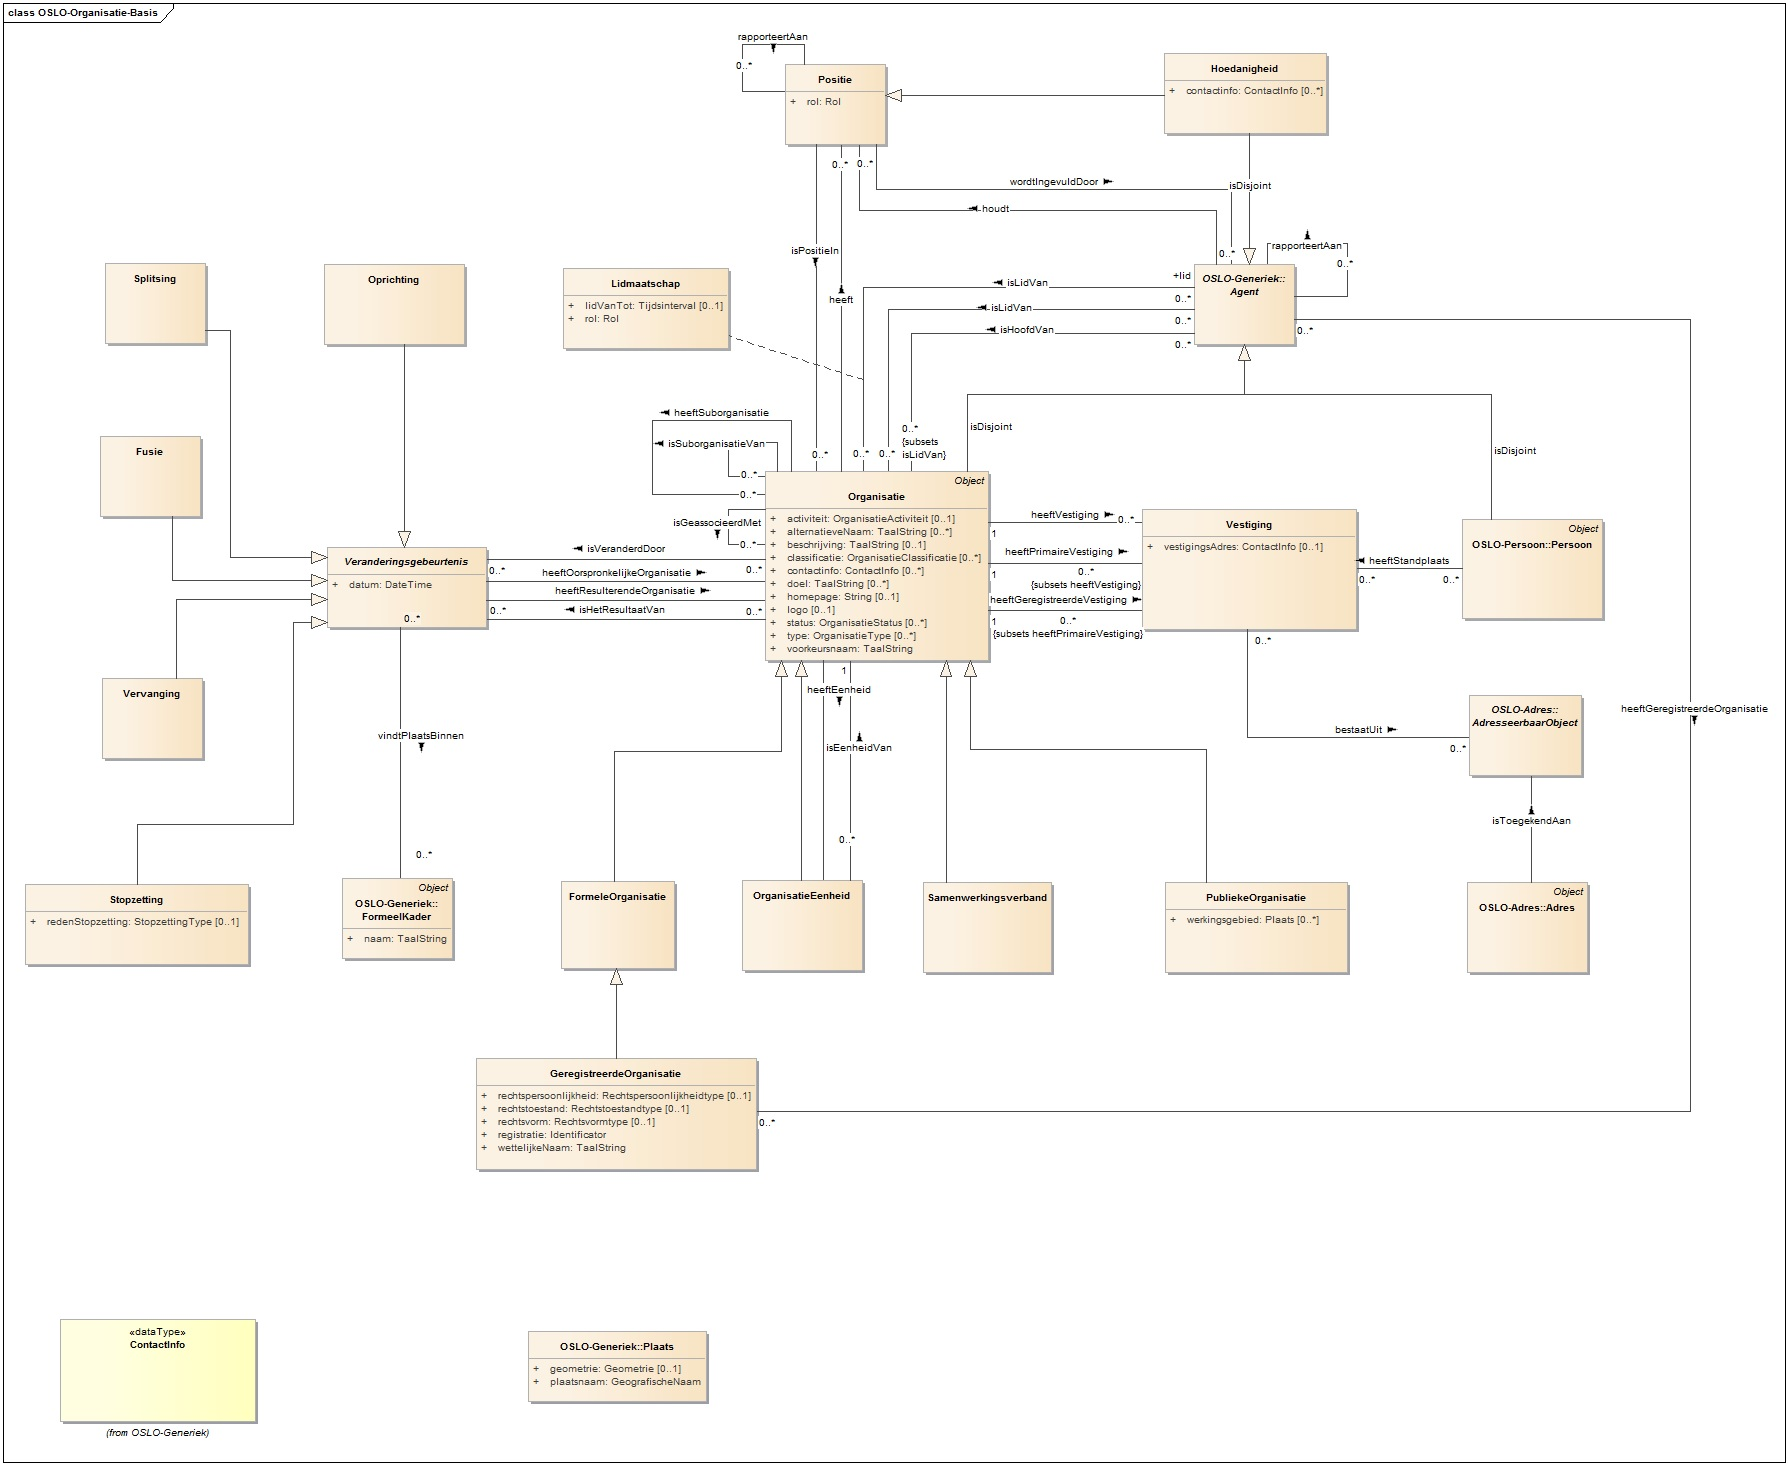 class OSLO-Organisatie-Basis
rapporteertAan
0..*
Positie
+ rol: Rol
Hoedanigheid
+ contactinfo: ContactInfo [0..*]
0..*
0..*
wordtIngevuldDoor
isDisjoint
houdt
isPositieIn
heeft
0..*
rapporteertAan
0..*
Splitsing
Oprichting
Lidmaatschap
+ lidVanTot: Tijdsinterval [0..1]
+ rol: Rol
+lid
isLidVan
0..*
isLidVan
0..*
isHoofdVan
0..*
OSLO-Generiek::
Agent
0..*
heeftSuborganisatie
isSuborganisatieVan
0..*
0..*
isGeassocieerdMet
0..*
0..*
0..*
0..*
0..*
{subsets
isLidVan}
isDisjoint
isDisjoint
Fusie
Object
Organisatie
+ activiteit: OrganisatieActiviteit [0..1]
+ alternatieveNaam: TaalString [0..*]
+ beschrijving: TaalString [0..1]
+ classificatie: OrganisatieClassificatie [0..*]
+ contactinfo: ContactInfo [0..*]
+ doel: TaalString [0..*]
+ homepage: String [0..1]
+ logo [0..1]
+ status: OrganisatieStatus [0..*]
+ type: OrganisatieType [0..*]
+ voorkeursnaam: TaalString
heeftVestiging
0..*
1
heeftPrimaireVestiging
1
0..*
{subsets heeftVestiging}
heeftGeregistreerdeVestiging
1
0..*
{subsets heeftPrimaireVestiging}
Vestiging
+ vestigingsAdres: ContactInfo [0..1]
heeftStandplaats
0..*
0..*
Object
OSLO-Persoon::Persoon
Veranderingsgebeurtenis
+ datum: DateTime
0..*
isVeranderdDoor
0..*
0..*
heeftOorspronkelijkeOrganisatie
heeftResulterendeOrganisatie
0..*
isHetResultaatVan
0..*
0..*
Vervanging
vindtPlaatsBinnen
1
heeftEenheid
isEenheidVan
0..*
bestaatUit
0..*
OSLO-Adres::
AdresseerbaarObject
heeftGeregistreerdeOrganisatie
isToegekendAan
0..*
Stopzetting
+ redenStopzetting: StopzettingType [0..1]
Object
OSLO-Generiek::
FormeelKader
+ naam: TaalString
FormeleOrganisatie
OrganisatieEenheid
Samenwerkingsverband
PubliekeOrganisatie
+ werkingsgebied: Plaats [0..*]
Object
OSLO-Adres::Adres
GeregistreerdeOrganisatie
+ rechtspersoonlijkheid: Rechtspersoonlijkheidtype [0..1]
+ rechtstoestand: Rechtstoestandtype [0..1]
+ rechtsvorm: Rechtsvormtype [0..1]
+ registratie: Identificator
+ wettelijkeNaam: TaalString
0..*
«dataType»
ContactInfo
(from OSLO-Generiek)
OSLO-Generiek::Plaats
+ geometrie: Geometrie [0..1]
+ plaatsnaam: GeografischeNaam